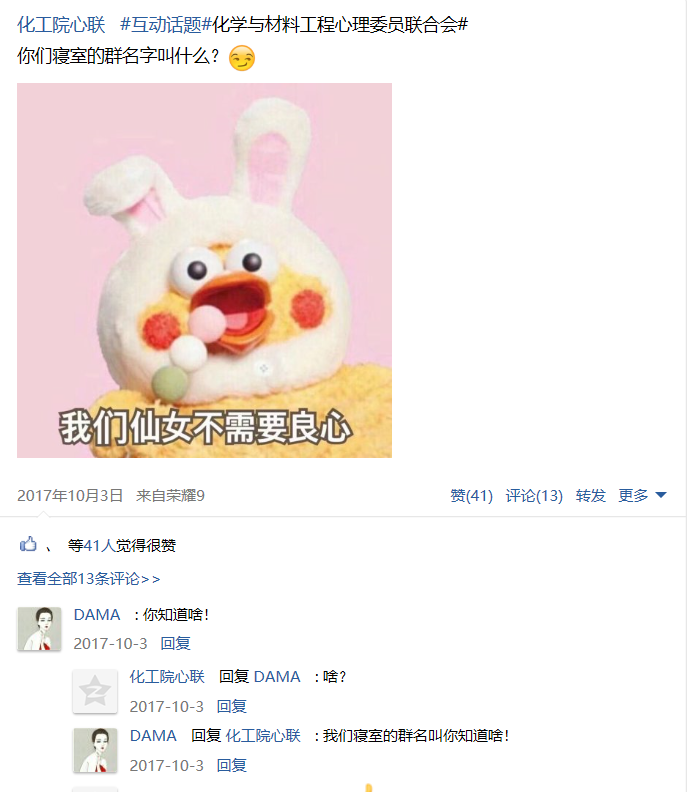 化工院心联 #互动话题#化学与材料工程心理委员联合会#
你们寝室的群名字叫什么？
我们仙女不需要良心
2017年10月3日 来自荣耀9 赞(41) 评论(13) 转发 更多
、 等41人觉得很赞
查看全部13条评论>>
DAMA ：你知道啥！
2017-10-3 回复
化工院心联 回复 DAMA ：啥？
2017-10-3 回复
DAMA 回复 化工院心联 ：我们寝室的群名叫你知道啥！
2017-10-3 回复